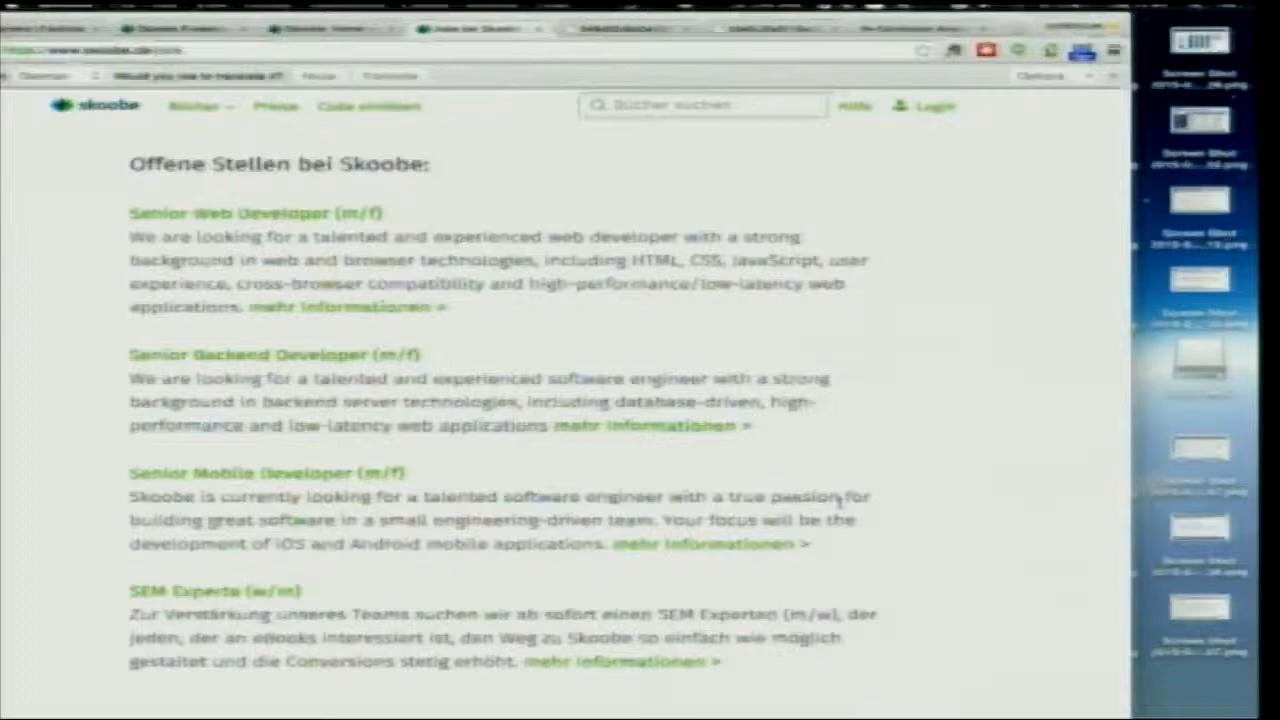 skoobe Bücher Presse Code einlösen Bücher suchen Hilfe Login
Offene Stellen bei Skoobe:
Senior Web Developer (m/f)
We are looking for a talented and experienced web developer with a strong
background in web and browser technologies, including HTML, CSS, JavaScript, user
experience, cross-browser compatibility and high-performance/low-latency web
applications. mehr Informationen >
Senior Backend Developer (m/f)
We are looking for a talented and experienced software engineer with a strong
background in backend server technologies, including database-driven, high-
performance and low-latency web applications mehr Informationen >
Senior Mobile Developer (m/f)
Skoobe is currently looking for a talented software engineer with a true passion for
building great software in a small engineering-driven team. Your focus will be the
development of iOS and Android mobile applications. mehr Informationen >
SEM Experte (w/m)
Zur Verstärkung unseres Teams suchen wir ab sofort einen SEM Experten (m/w), der
jeden, der an eBooks interessiert ist, den Weg zu Skoobe so einfach wie möglich
gestaltet und die Conversions stetig erhöht. mehr Informationen >